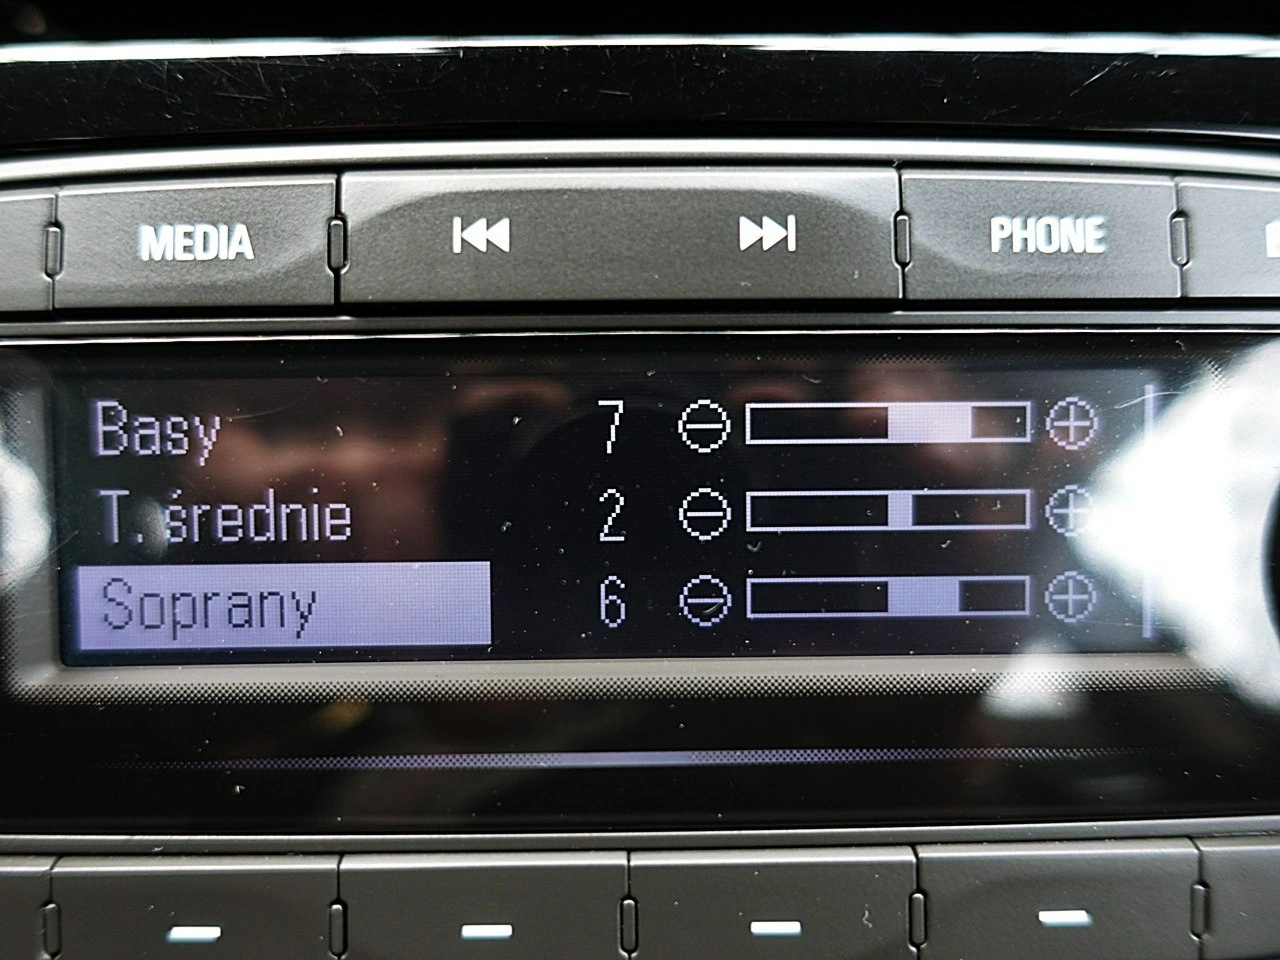 MEDIA PHONE
Basy 7
T. średnie 2
Soprany 6